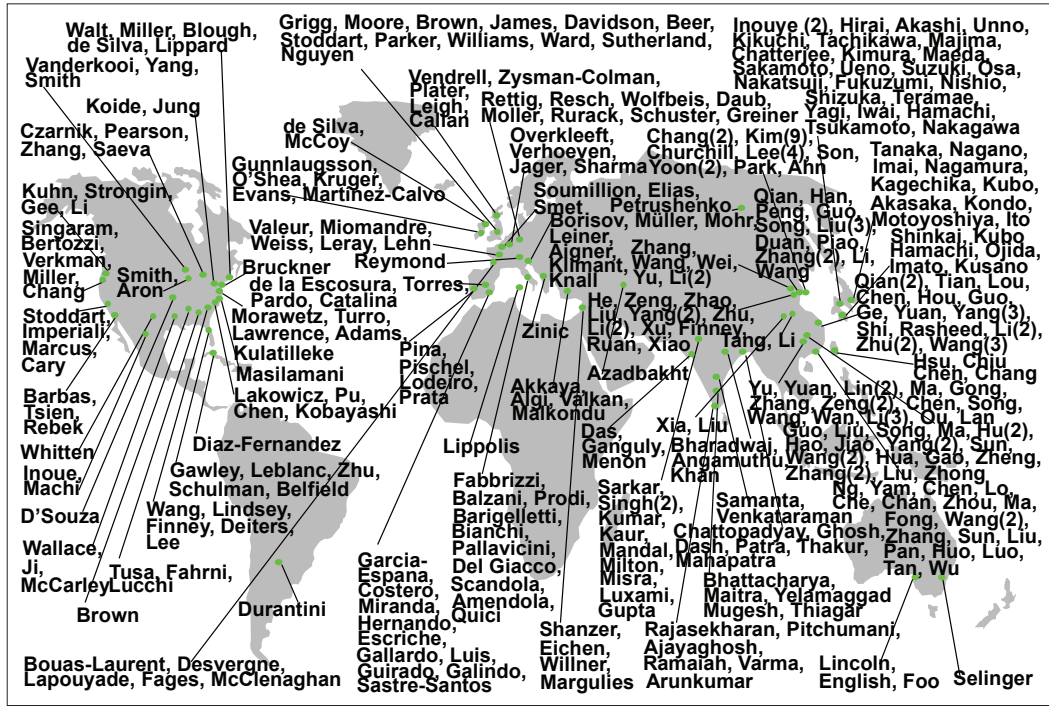 Walt, Miller, Blough,
de Silva, Lippard
Vanderkooi, Yang,
Smith
Koide, Jung
Czarnik, Pearson,
Zhang, Saeva
Kuhn, Strongin,
Gee, Li
Singaram,
Bertozzi,
Verkman,
Miller,
Chang
Smith,
Aron
Stoddart,
Imperiali,
Marcus,
Cary
Barbas,
Tsien,
Rebek
Whitten
Inoue,
Machi
D'Souza
Wallace,
Ji,
McCarley
Brown
Tusa, Fahrni,
Lucchi
Wang, Lindsey,
Finney, Deiters,
Lee
Gawley, Leblanc, Zhu,
Schulman, Belfield
Diaz-Fernandez
Lakowicz, Pu,
Chen, Kobayashi
Masilamani
Kulatilleke
Morawetz, Turro,
Lawrence, Adams,
Bruckner
Durantini
Bouas-Laurent, Desvergne,
Lapouyade, Fages, McClenaghan
Grigg, Moore, Brown, James, Davidson, Beer,
Stoddart, Parker, Williams, Ward, Sutherland,
Nguyen
Vendrell, Zysman-Colman,
Plater,
Leigh,
Callan
de Silva,
McCoy
Gunnlaugsson,
O'Shea, Kruger,
Evans, Martínez-Calvo
Valeur, Miomandre,
Weiss, Leray, Lehn
Reymond
de la Escosura, Torres,
Pardo, Catalina
Pina,
Pischel,
Lodeiro,
Prata
Rettig, Resch, Wolfbeis, Daub,
Moller, Rurack, Schuster, Greiner
Overkleeft,
Verhoeven,
Jager, Sharma
Soumillion, Elias,
Smet
Borisov, Müller, Mohr,
Leiner,
Aigner,
Klimant,
Knall
Zinic
Akkaya,
Algi, Valkan,
Malkondu
Lippolis
Fabbrizzi,
Balzani, Prodi,
Barigelletti,
Bianchi,
Pallavicini,
Del Giacco,
Scandola,
Amendola,
Quici
Garcia-
Espana,
Costero,
Miranda,
Hernando,
Escriche,
Gallardo, Luis,
Guirado, Galindo,
Sastre-Santos
Shanzer,
Eichen,
Willner,
Margulies
Petrushenko
Azadbakht
Das,
Ganguly,
Menon
Sarkar,
Singh(2),
Kumar,
Kaur,
Mandal,
Milton,
Misra,
Luxami,
Gupta
Xia, Liu
Bharadwaj,
Angamuthu,
Khan
Samanta,
Venkataraman
Chattopadyay, Ghosh,
Dash, Patra, Thakur,
Mahapatra
Bhattacharya,
Maitra, Yelamaggad
Mugesh, Thiagar
Rajasekharan, Pitchumani,
Ajayaghosh,
Ramaiah, Varma,
Arunkumar
Inouye (2), Hirai, Akashi, Unno,
Kikuchi, Tachikawa, Majima,
Chatterjee, Kimura, Maeda,
Sakamoto, Ueno, Suzuki, Osa,
Nakatsuji, Fukuzumi, Nishio,
Shizuka, Teramae,
Yagi, Iwai, Hamachi,
Tsukamoto, Nakagawa
Chang(2), Kim(9),
Churchill, Lee(4), Son,
Yoon(2), Park, Ahn
Tanaka, Nagano,
Imai, Nagamura,
Kagechika, Kubo,
Akasaka, Kondo,
Motoyoshiya, Ito
Shinkai, Kubo
Hamachi, Ojida,
Imato, Kusano
Qian, Han,
Peng, Guo,
Song, Liu(3),
Duan, Piao,
Zhang(2), Li,
Wang
Zhang,
Wang, Wei,
Yu, Li(2)
He, Zeng, Zhao,
Liu, Yang(2), Zhu,
Li(2), Xu, Finney,
Ruan, Xiao
Tang, Li
Qian(2), Tian, Lou,
Chen, Hou, Guo,
Ge, Yuan, Yang(3),
Shi, Rasheed, Li(2),
Zhu(2), Wang(3)
Hsu, Chiu
Chen, Chang
Yu, Yuan, Lin(2), Ma, Gong,
Zhang, Zeng(2), Chen, Song,
Wang, Wan, Li(3), Qu, Lan
Guo, Liu, Song, Ma, Hu(2),
Hao, Jiao, Yang(2), Sun,
Wang(2), Hua, Gao, Zheng,
Zhang(2), Liu, Zhong
Ng, Yam, Chen, Lo,
Che, Chan, Zhou, Ma,
Fong, Wang(2),
Zhang, Sun, Liu,
Pan, Huo, Luo,
Tan, Wu
Lincoln,
English, Foo
Selinger